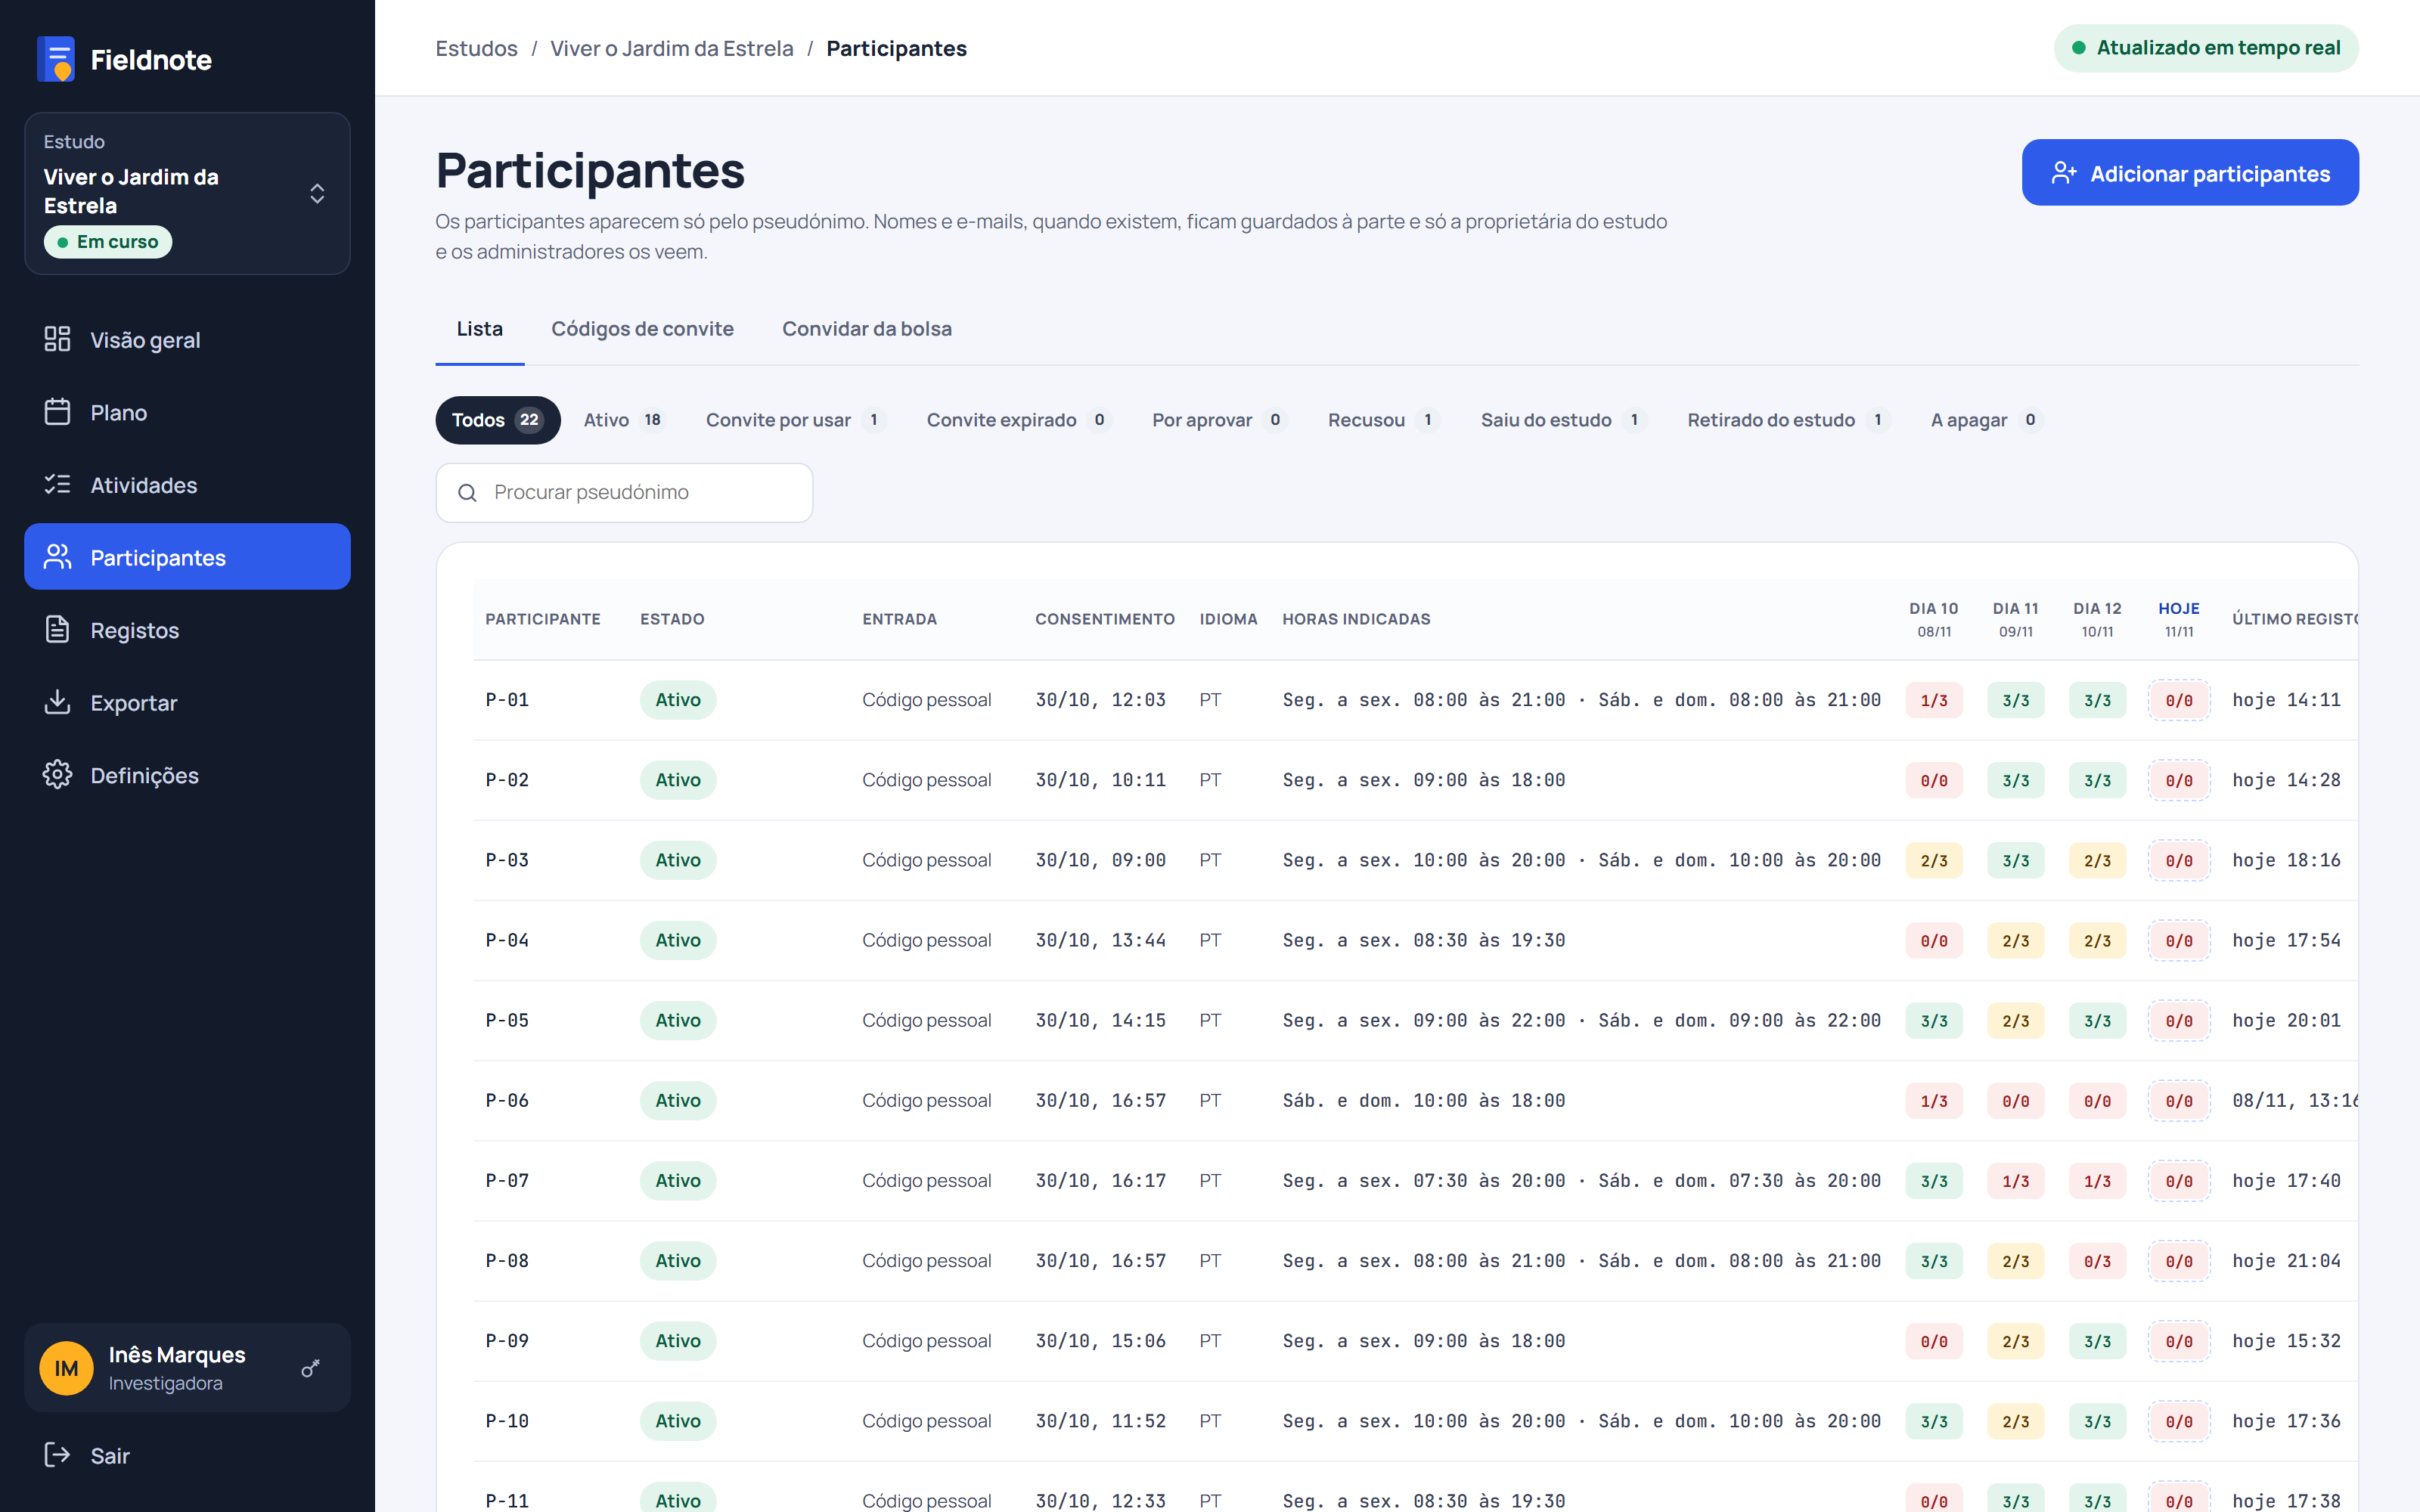 Fieldnote
Estudo
Viver o Jardim da
Estrela
Em curso
Visão geral
Plano
Atividades
Participantes
Registos
Exportar
Definições
IM
Inês Marques
Investigadora
Sair
Estudos / Viver o Jardim da Estrela / Participantes
Atualizado em tempo real
Participantes
Adicionar participantes
Os participantes aparecem só pelo pseudónimo. Nomes e e-mails, quando existem, ficam guardados à parte e só a proprietária do estudo
e os administradores os veem.
Lista Códigos de convite Convidar da bolsa
Todos 22 Ativo 18 Convite por usar 1 Convite expirado 0 Por aprovar 0 Recusou 1 Saiu do estudo 1 Retirado do estudo 1 A apagar 0
Procurar pseudónimo
PARTICIPANTE ESTADO ENTRADA CONSENTIMENTO IDIOMA HORAS INDICADAS DIA 10 DIA 11 DIA 12 HOJE ÚLTIMO REGISTO
08/11 09/11 10/11 11/11
P-01 Ativo Código pessoal 30/10, 12:03 PT Seg. a sex. 08:00 às 21:00 · Sáb. e dom. 08:00 às 21:00 1/3 3/3 3/3 0/0 hoje 14:11
P-02 Ativo Código pessoal 30/10, 10:11 PT Seg. a sex. 09:00 às 18:00 0/0 3/3 3/3 0/0 hoje 14:28
P-03 Ativo Código pessoal 30/10, 09:00 PT Seg. a sex. 10:00 às 20:00 · Sáb. e dom. 10:00 às 20:00 2/3 3/3 2/3 0/0 hoje 18:16
P-04 Ativo Código pessoal 30/10, 13:44 PT Seg. a sex. 08:30 às 19:30 0/0 2/3 2/3 0/0 hoje 17:54
P-05 Ativo Código pessoal 30/10, 14:15 PT Seg. a sex. 09:00 às 22:00 · Sáb. e dom. 09:00 às 22:00 3/3 2/3 3/3 0/0 hoje 20:01
P-06 Ativo Código pessoal 30/10, 16:57 PT Sáb. e dom. 10:00 às 18:00 1/3 0/0 0/0 0/0 08/11, 13:16
P-07 Ativo Código pessoal 30/10, 16:17 PT Seg. a sex. 07:30 às 20:00 · Sáb. e dom. 07:30 às 20:00 3/3 1/3 1/3 0/0 hoje 17:40
P-08 Ativo Código pessoal 30/10, 16:57 PT Seg. a sex. 08:00 às 21:00 · Sáb. e dom. 08:00 às 21:00 3/3 2/3 0/3 0/0 hoje 21:04
P-09 Ativo Código pessoal 30/10, 15:06 PT Seg. a sex. 09:00 às 18:00 0/0 2/3 3/3 0/0 hoje 15:32
P-10 Ativo Código pessoal 30/10, 11:52 PT Seg. a sex. 10:00 às 20:00 · Sáb. e dom. 10:00 às 20:00 3/3 2/3 3/3 0/0 hoje 17:36
P-11 Ativo Código pessoal 30/10, 12:33 PT Seg. a sex. 08:30 às 19:30 0/0 3/3 3/3 0/0 hoje 17:38